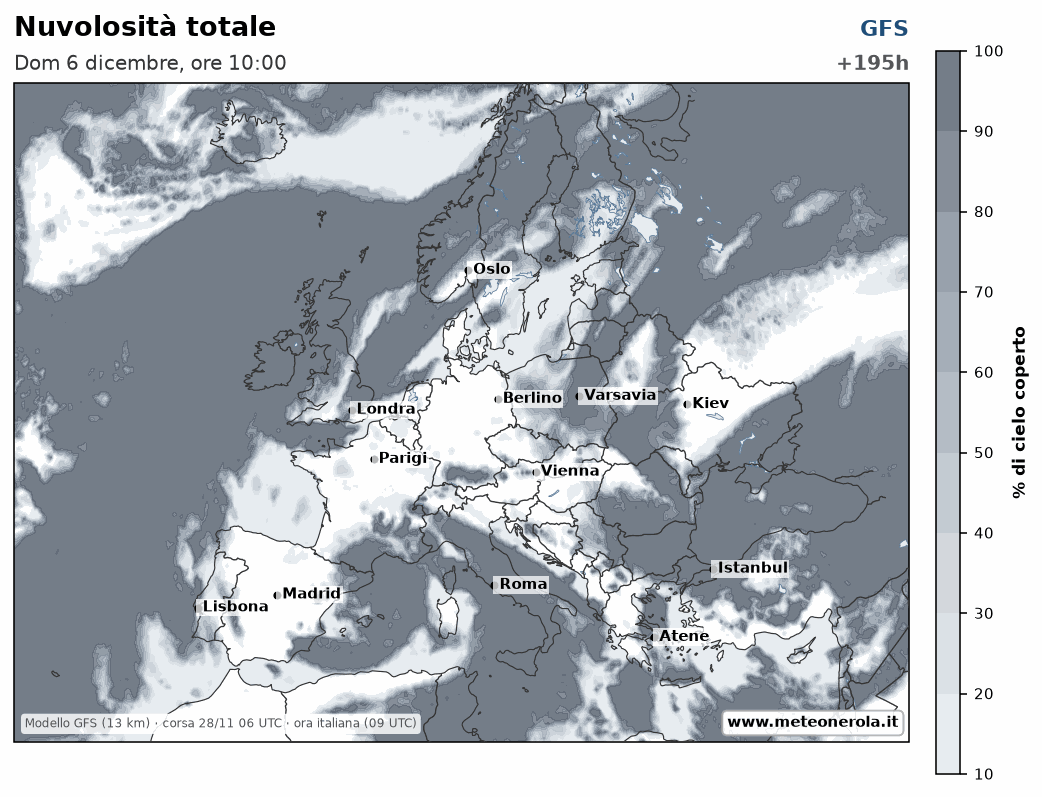 Nuvolosità totale
GFS
Dom 6 dicembre, ore 10:00
+195h
100
90
80
70
60
50
40
30
20
10
% di cielo coperto
Oslo
Londra
Berlino
Varsavia
Kiev
Parigi
Vienna
Istanbul
Roma
Madrid
Lisbona
Atene
Modello GFS (13 km) · corsa 28/11 06 UTC · ora italiana (09 UTC)
www.meteonerola.it